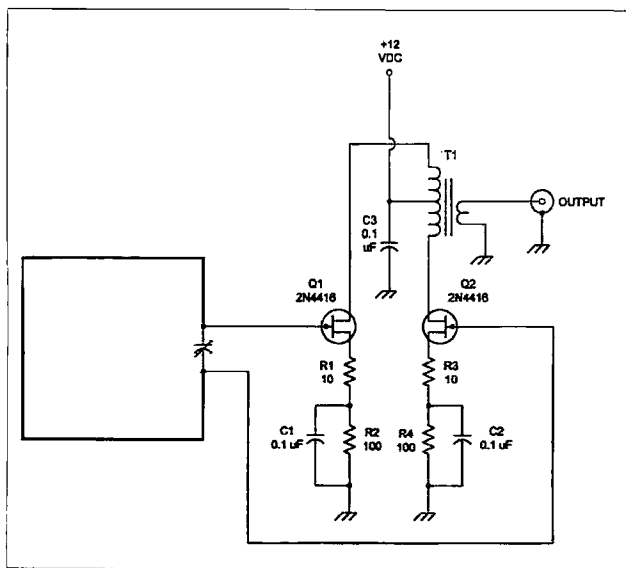 +12
VDC
T1
OUTPUT
C3
0.1
uF
Q1
2N4416
Q2
2N4416
R1
10
R3
10
C1
0.1 uF
R2
100
R4
100
C2
0.1 uF